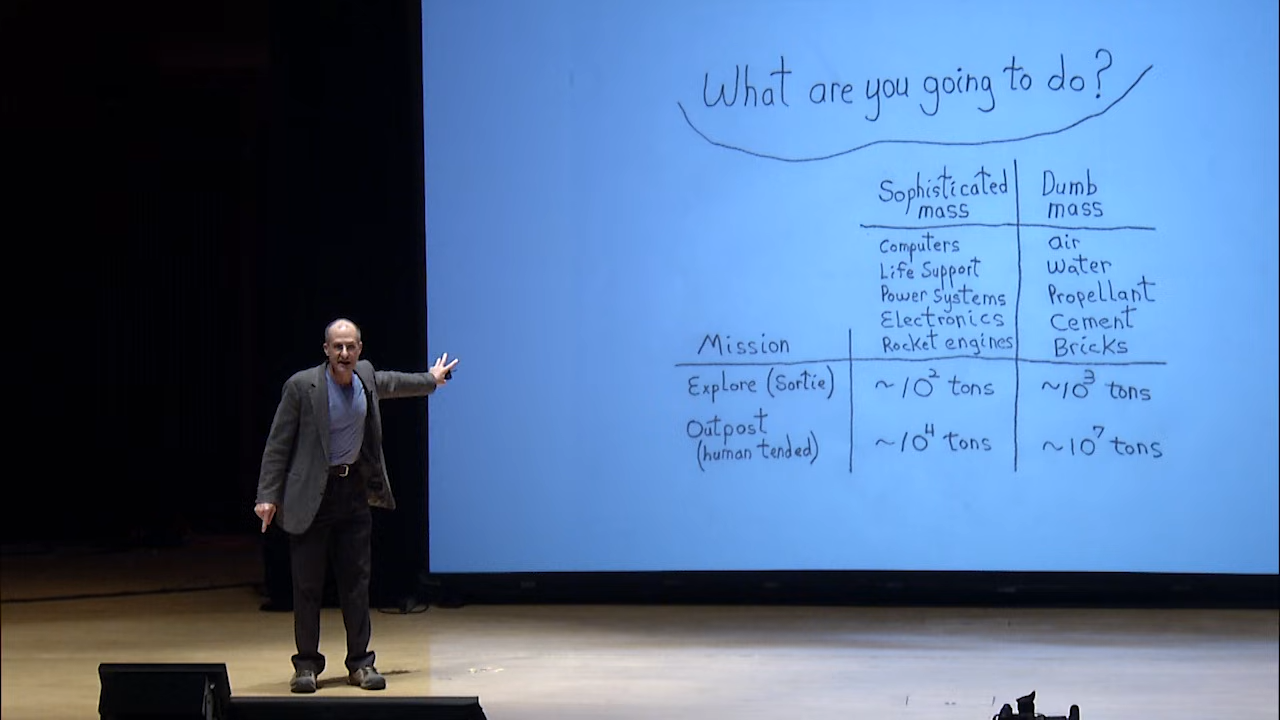 What are you going to do?
Sophisticated mass
Dumb mass
Computers
air
Life Support
Water
Power Systems
Propellant
Electronics
Cement
Mission
Rocket engines
Bricks
Explore (Sortie)
~10² tons
~10³ tons
Outpost
(human tended)
~10⁴ tons
~10⁷ tons